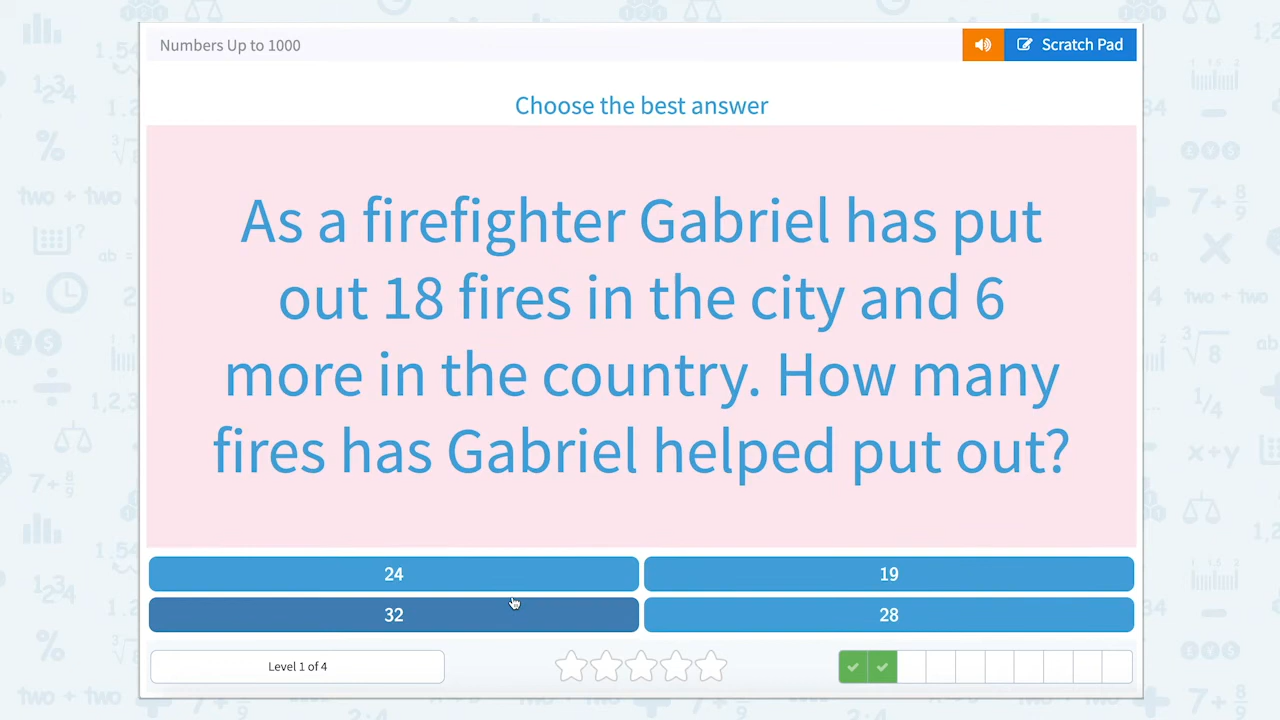 Numbers Up to 1000
Scratch Pad
Choose the best answer
As a firefighter Gabriel has put
out 18 fires in the city and 6
more in the country. How many
fires has Gabriel helped put out?
24
19
32
28
Level 1 of 4